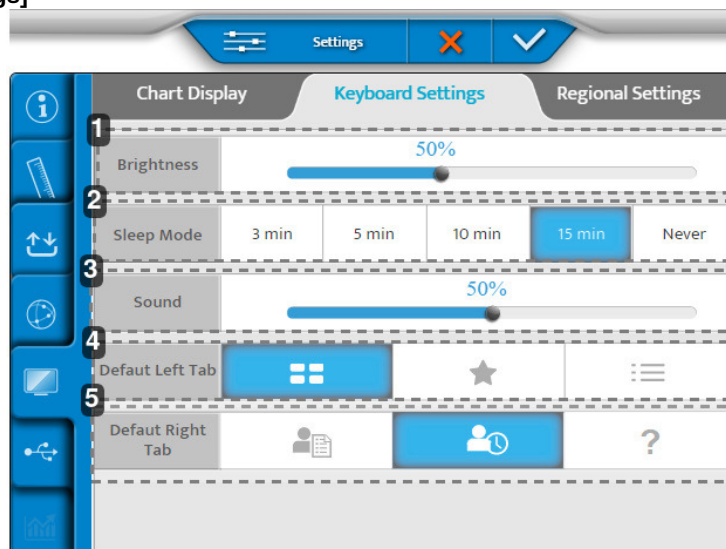 gs]
Settings
Chart Display
Keyboard Settings
Regional Settings
1
Brightness
50%
2
Sleep Mode
3 min
5 min
10 min
15 min
Never
3
Sound
50%
4
Defaut Left Tab
5
Defaut Right
Tab
?